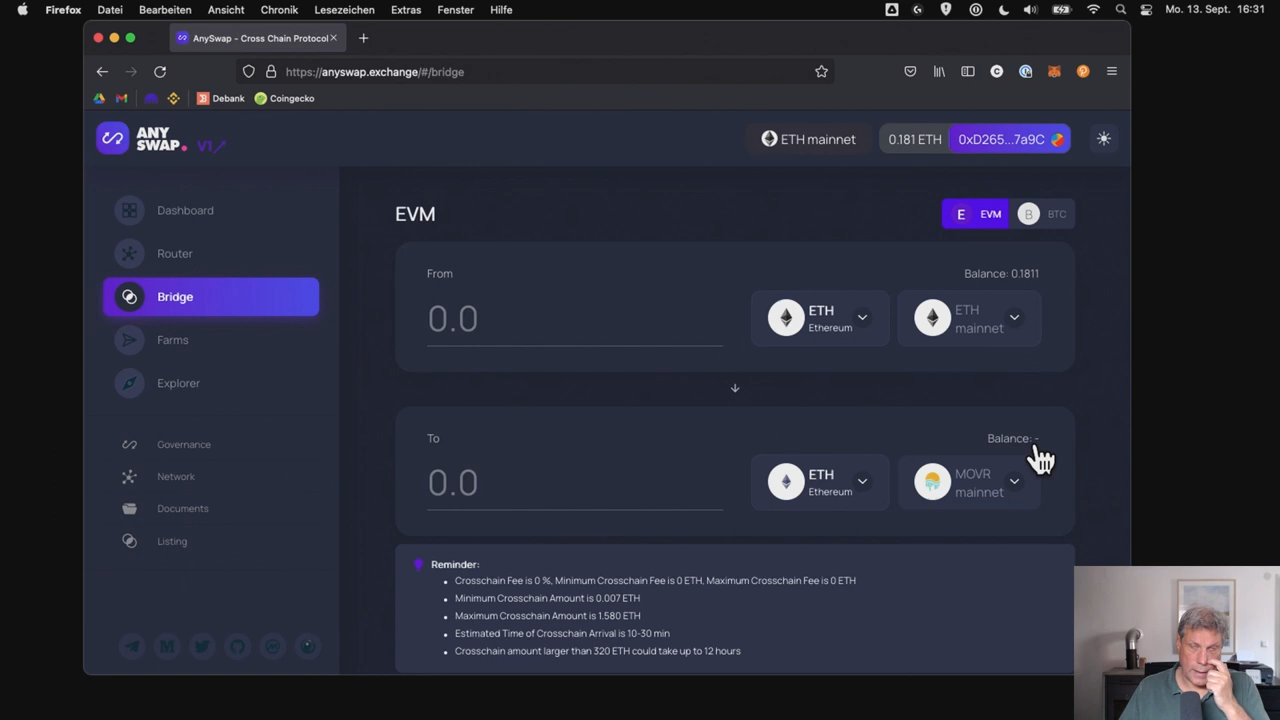 Firefox Datei Bearbeiten Ansicht Chronik Lesezeichen Extras Fenster Hilfe Mo. 13. Sept. 16:31
AnySwap - Cross Chain Protocol
https://anyswap.exchange/#/bridge
Debank Coingecko
ANY SWAP. V1
ETH mainnet 0.181 ETH 0xD265...7a9C
Dashboard
Router
Bridge
Farms
Explorer
Governance
Network
Documents
Listing
EVM
E EVM B BTC
From Balance: 0.1811
0.0
ETH
Ethereum
ETH
mainnet
To Balance: -
0.0
ETH
Ethereum
MOVR
mainnet
Reminder:
Crosschain Fee is 0 %, Minimum Crosschain Fee is 0 ETH, Maximum Crosschain Fee is 0 ETH
Minimum Crosschain Amount is 0.007 ETH
Maximum Crosschain Amount is 1.580 ETH
Estimated Time of Crosschain Arrival is 10-30 min
Crosschain amount larger than 320 ETH could take up to 12 hours